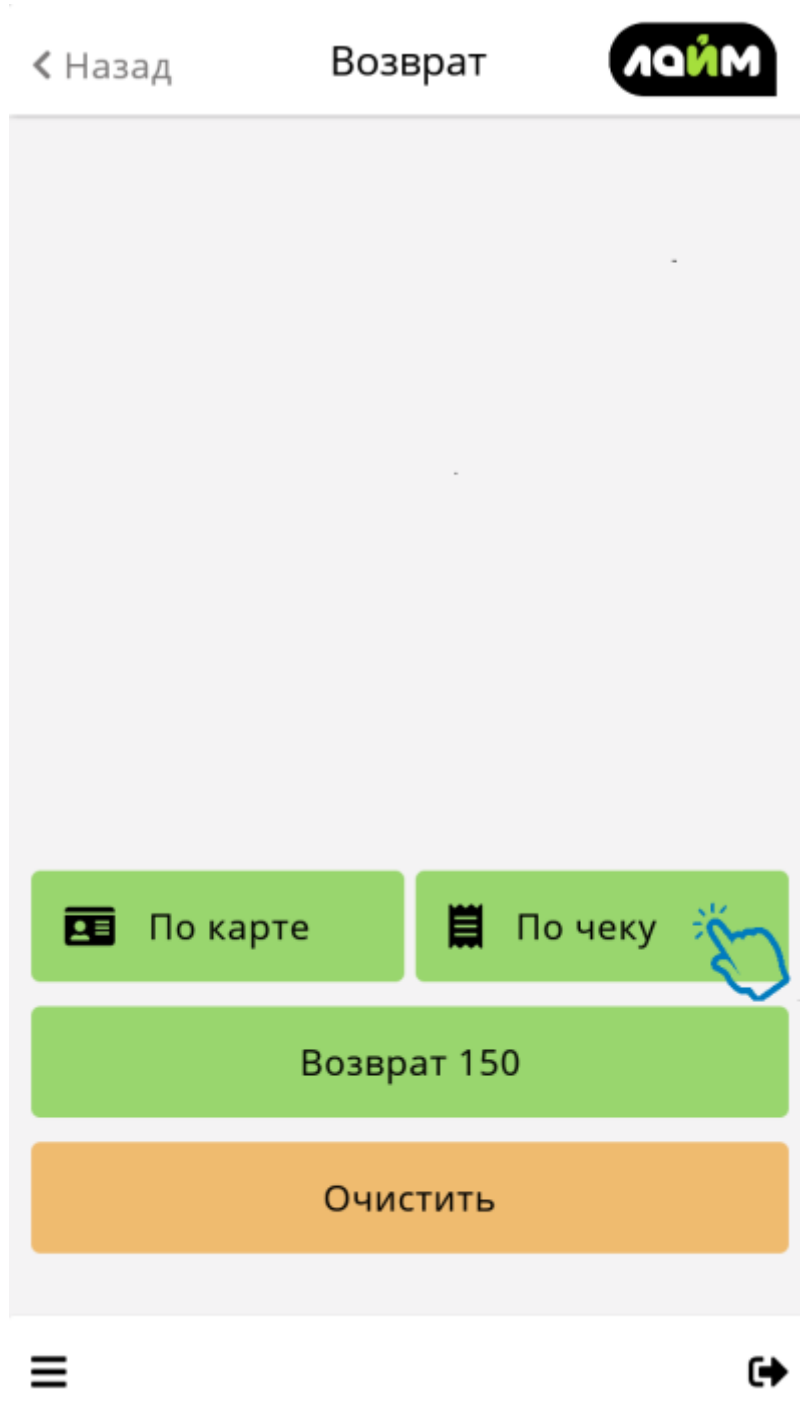 Назад
Возврат
лайм
По карте
По чеку
Возврат 150
Очистить